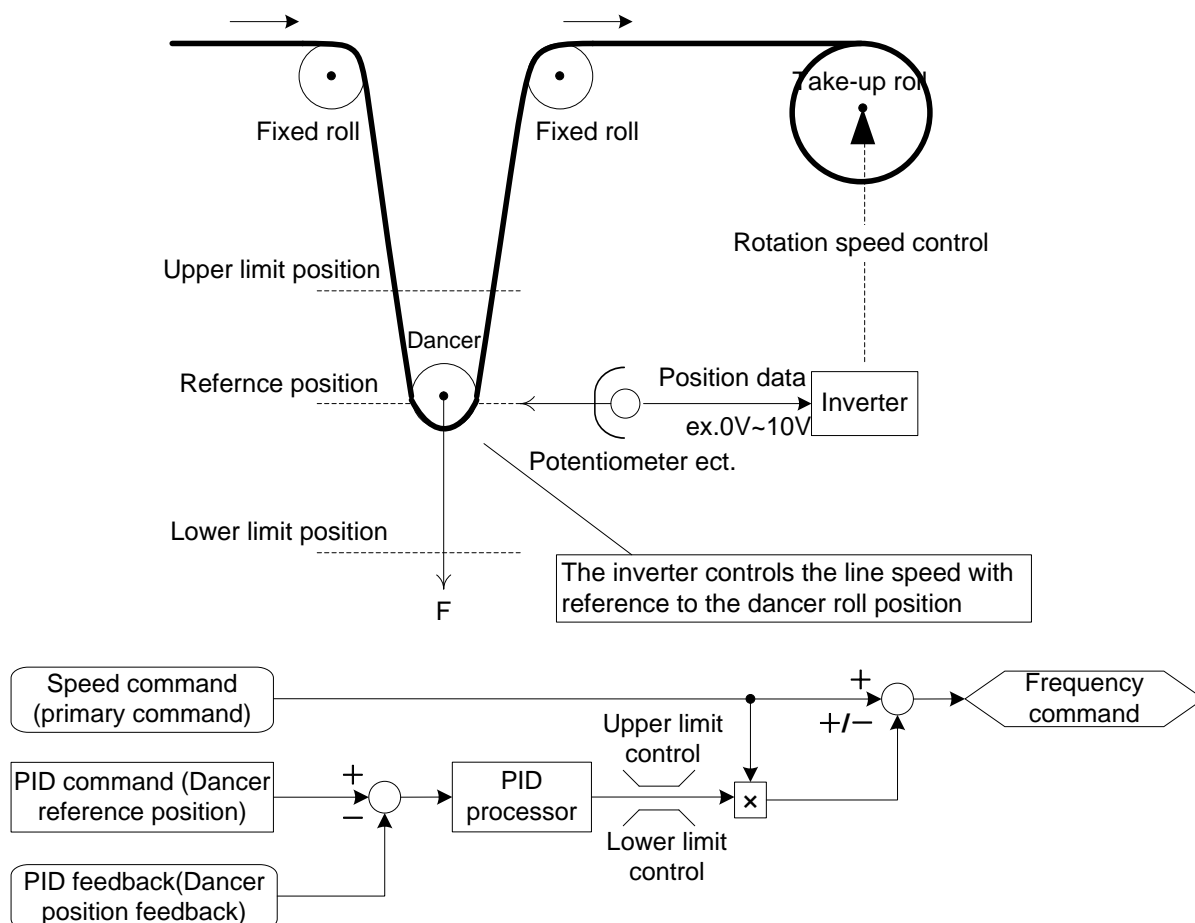 Take-up roll
Fixed roll
Fixed roll
Rotation speed control
Upper limit position
Dancer
Refernce position
Position data
Inverter
ex.0V~10V
Potentiometer ect.
Lower limit position
The inverter controls the line speed with
reference to the dancer roll position
F
Speed command
(primary command)
+
+/−
Frequency
command
Upper limit
control
PID command (Dancer
reference position)
+
−
PID
processor
×
Lower limit
control
PID feedback(Dancer
position feedback)